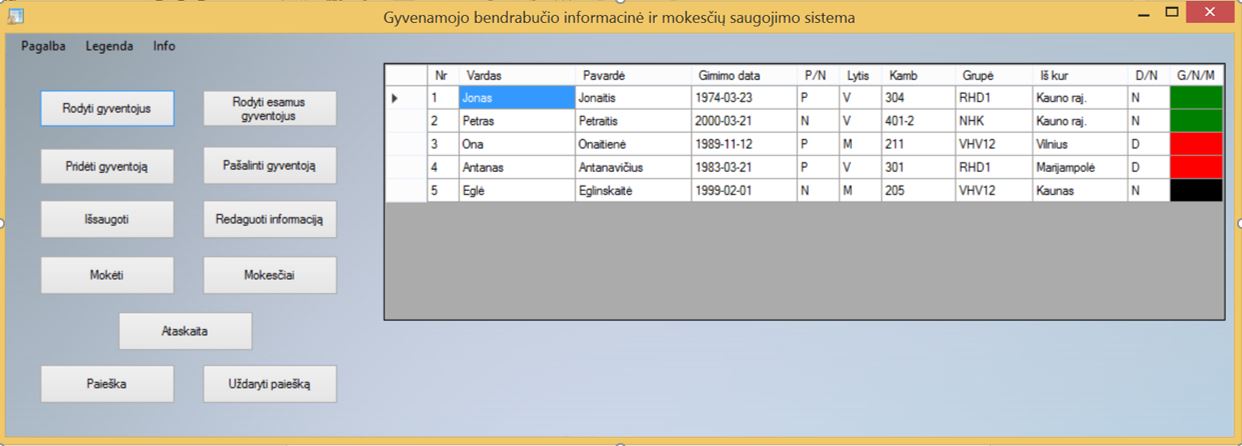 Gyvenamojo bendrabučio informacinė ir mokesčių saugojimo sistema
Pagalba Legenda Info
Rodyti gyventojus
Rodyti esamus
gyventojus
Pridėti gyventoją
Pašalinti gyventoją
Išsaugoti
Redaguoti informaciją
Mokėti
Mokesčiai
Ataskaita
Paieška
Uždaryti paiešką
Nr Vardas Pavardė Gimimo data P/N Lytis Kamb Grupė Iš kur D/N G/N/M
1 Jonas Jonaitis 1974-03-23 P V 304 RHD1 Kauno raj. N
2 Petras Petraitis 2000-03-21 N V 401-2 NHK Kauno raj. N
3 Ona Onaitienė 1989-11-12 P M 211 VHV12 Vilnius D
4 Antanas Antanavičius 1983-03-21 P V 301 RHD1 Marijampolė D
5 Eglė Eglinskaitė 1999-02-01 N M 205 VHV12 Kaunas N